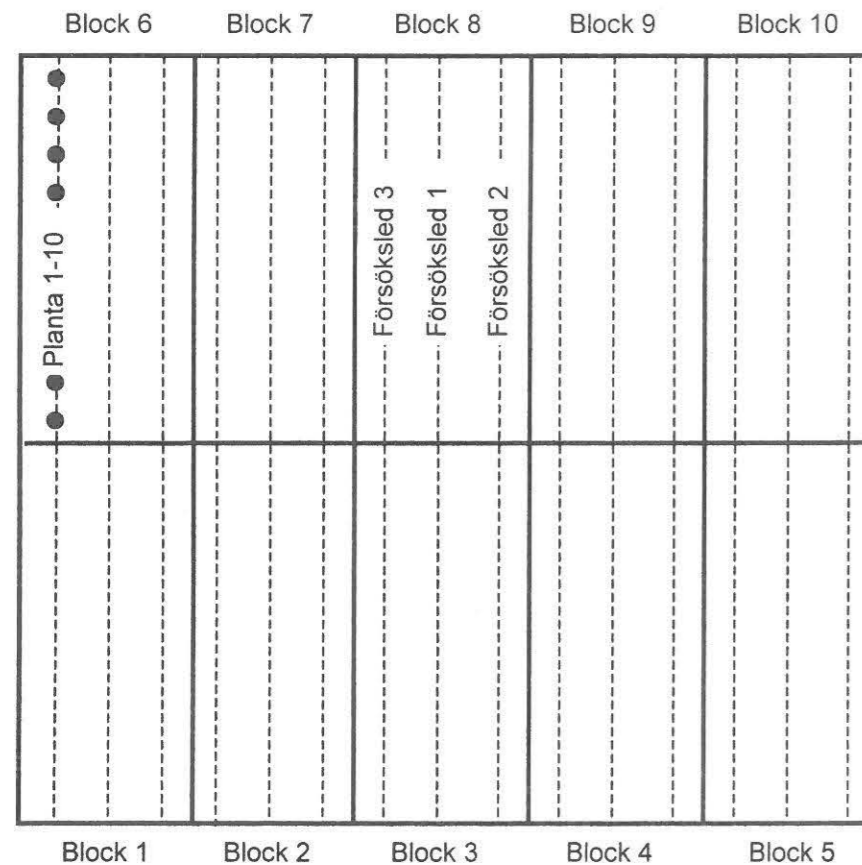 Block 6
Block 7
Block 8
Block 9
Block 10
Planta 1-10
Försöksled 3
Försöksled 1
Försöksled 2
Block 1
Block 2
Block 3
Block 4
Block 5